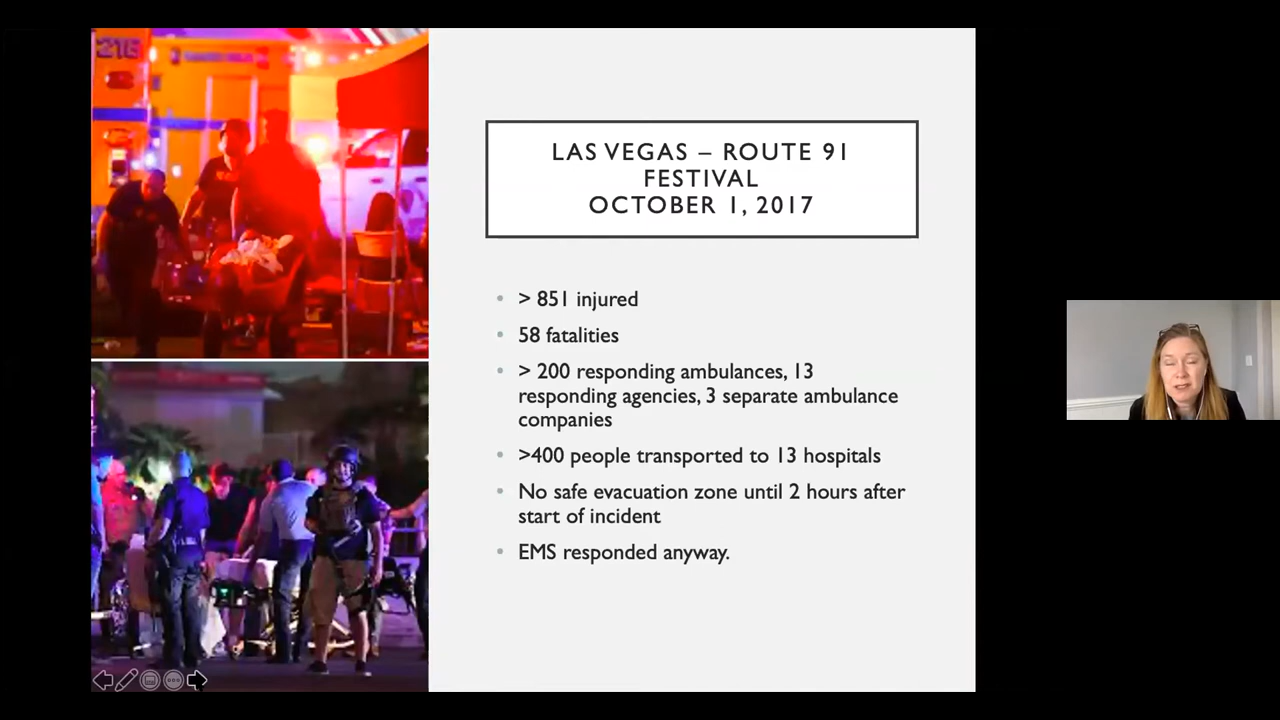 216
LAS VEGAS – ROUTE 91
FESTIVAL
OCTOBER 1, 2017
• > 851 injured
• 58 fatalities
• > 200 responding ambulances, 13
responding agencies, 3 separate ambulance
companies
• >400 people transported to 13 hospitals
• No safe evacuation zone until 2 hours after
start of incident
• EMS responded anyway.